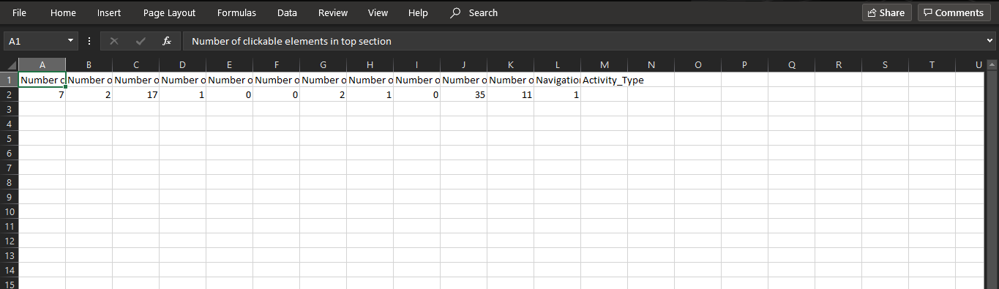 File Home Insert Page Layout Formulas Data Review View Help Search Share Comments
A1 fx Number of clickable elements in top section
A B C D E F G H I J K L M N O P Q R S T U
1 Number o Number o Number o Number o Number o Number o Number o Number o Number o Number o Number o Navigation Activity_Type
2 7 2 17 1 0 0 2 1 0 35 11 1
3
4
5
6
7
8
9
10
11
12
13
14
15